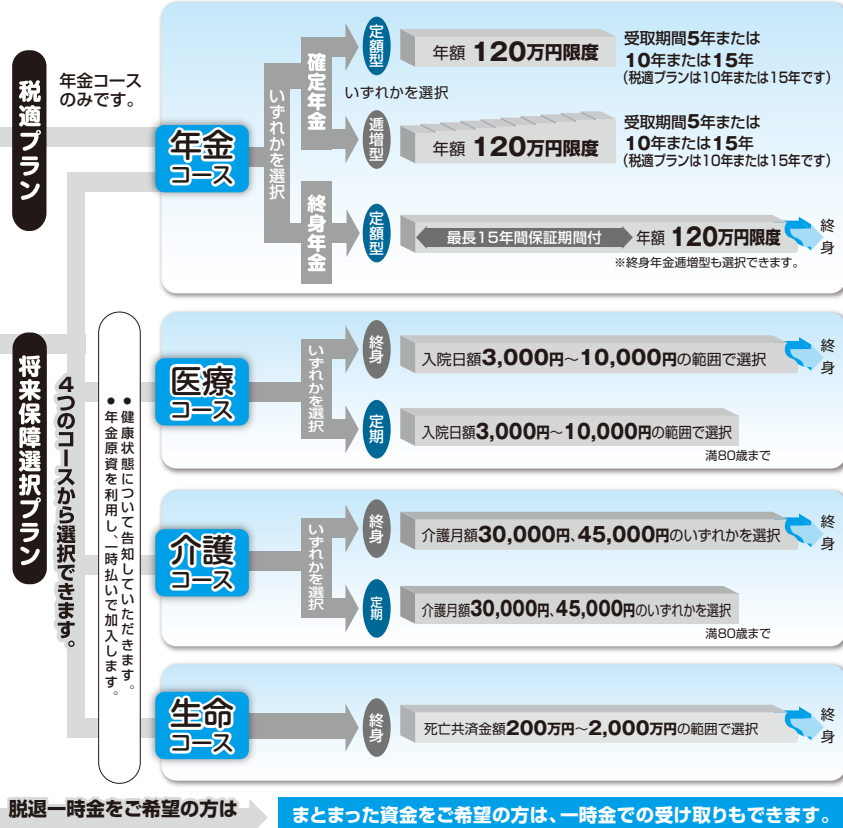 税適プラン
年金コース
のみです。
年金
コース
いずれかを選択
確定年金
定額型
年額 120万円限度
受取期間5年または
10年または15年
(税適プランは10年または15年です)
いずれかを選択
逓増型
年額 120万円限度
受取期間5年または
10年または15年
(税適プランは10年または15年です)
終身年金
定額型
最長15年間保証期間付
年額 120万円限度
終身
※終身年金逓増型も選択できます。
将来保障選択プラン
4つのコースから選択できます。
●健康状態について告知していただきます。
●年金原資を利用し、一時払いで加入します。
医療
コース
いずれかを選択
終身
入院日額3,000円～10,000円の範囲で選択
終身
定期
入院日額3,000円～10,000円の範囲で選択
満80歳まで
介護
コース
いずれかを選択
終身
介護月額30,000円、45,000円のいずれかを選択
終身
定期
介護月額30,000円、45,000円のいずれかを選択
満80歳まで
生命
コース
終身
死亡共済金額200万円～2,000万円の範囲で選択
終身
脱退一時金をご希望の方は
まとまった資金をご希望の方は、一時金での受け取りもできます。